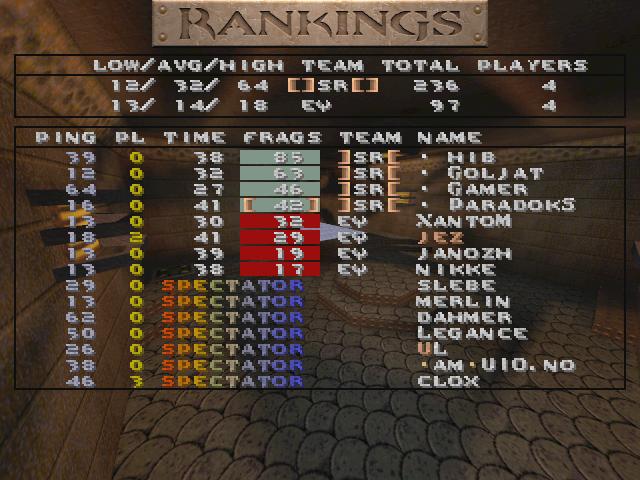 RANKINGS
LOW/AVG/HIGH TEAM TOTAL PLAYERS
12/ 32/ 64 []SR[] 236 4
13/ 14/ 18 EV 97 4
PING PL TIME FRAGS TEAM NAME
39 0 38 85 ]SR[ · HIB
12 0 32 63 ]SR[ · GOLJAT
64 0 27 46 ]SR[ · GAMER
16 0 41 [ 42 ] ]SR[ · PARADOKS
13 0 30 32 EV XANTOM
18 2 41 29 EV JEZ
13 0 39 19 EV JANOZH
13 0 38 17 EV NIKKE
29 0 SPECTATOR SLEBE
13 0 SPECTATOR MERLIN
62 0 SPECTATOR DAHMER
50 0 SPECTATOR LEGANCE
26 0 SPECTATOR UL
38 0 SPECTATOR ·AM·UIO.NO
46 3 SPECTATOR CLOX